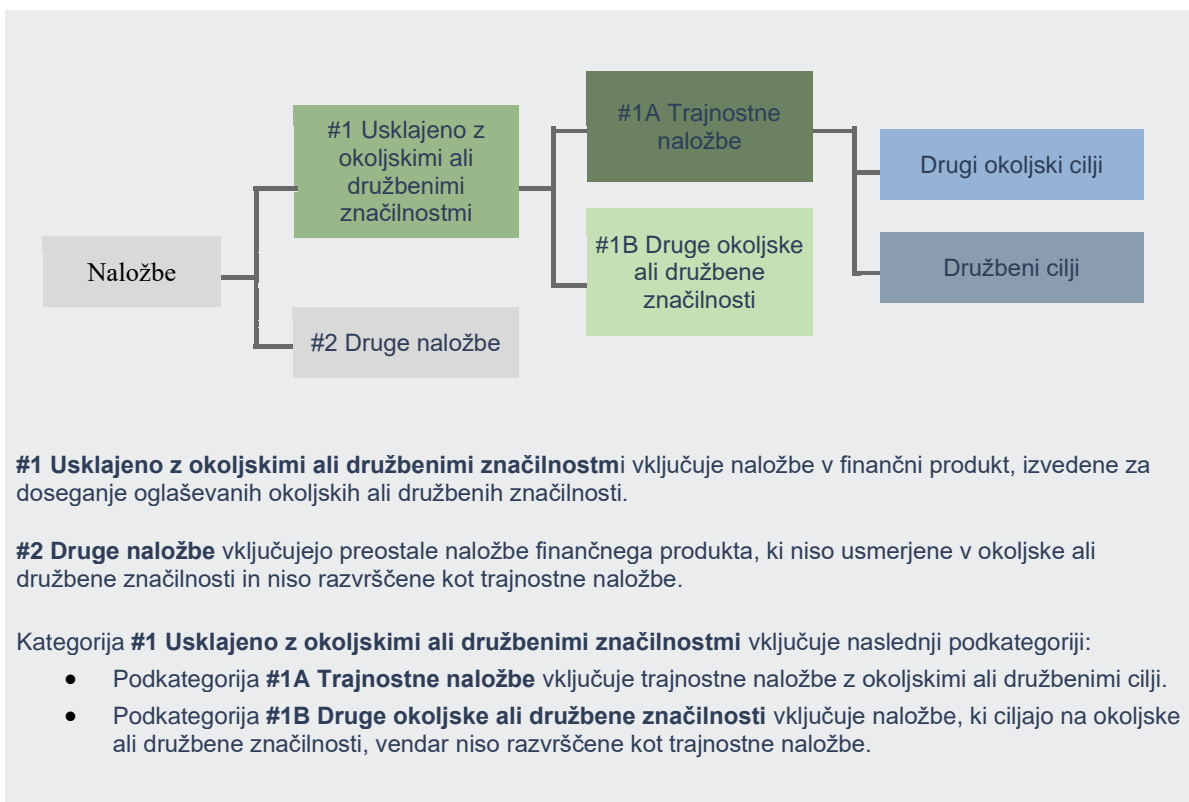 #1 Usklajeno z
okoljskimi ali
družbenimi
značilnostmi
#1A Trajnostne
naložbe
Drugi okoljski cilji
Naložbe
#1B Druge okoljske
ali družbene
značilnosti
Družbeni cilji
#2 Druge naložbe
#1 Usklajeno z okoljskimi ali družbenimi značilnostmi vključuje naložbe v finančni produkt, izvedene za
doseganje oglaševanih okoljskih ali družbenih značilnosti.
#2 Druge naložbe vključujejo preostale naložbe finančnega produkta, ki niso usmerjene v okoljske ali
družbene značilnosti in niso razvrščene kot trajnostne naložbe.
Kategorija #1 Usklajeno z okoljskimi ali družbenimi značilnostmi vključuje naslednji podkategoriji:
• Podkategorija #1A Trajnostne naložbe vključuje trajnostne naložbe z okoljskimi ali družbenimi cilji.
• Podkategorija #1B Druge okoljske ali družbene značilnosti vključuje naložbe, ki ciljajo na okoljske
ali družbene značilnosti, vendar niso razvrščene kot trajnostne naložbe.